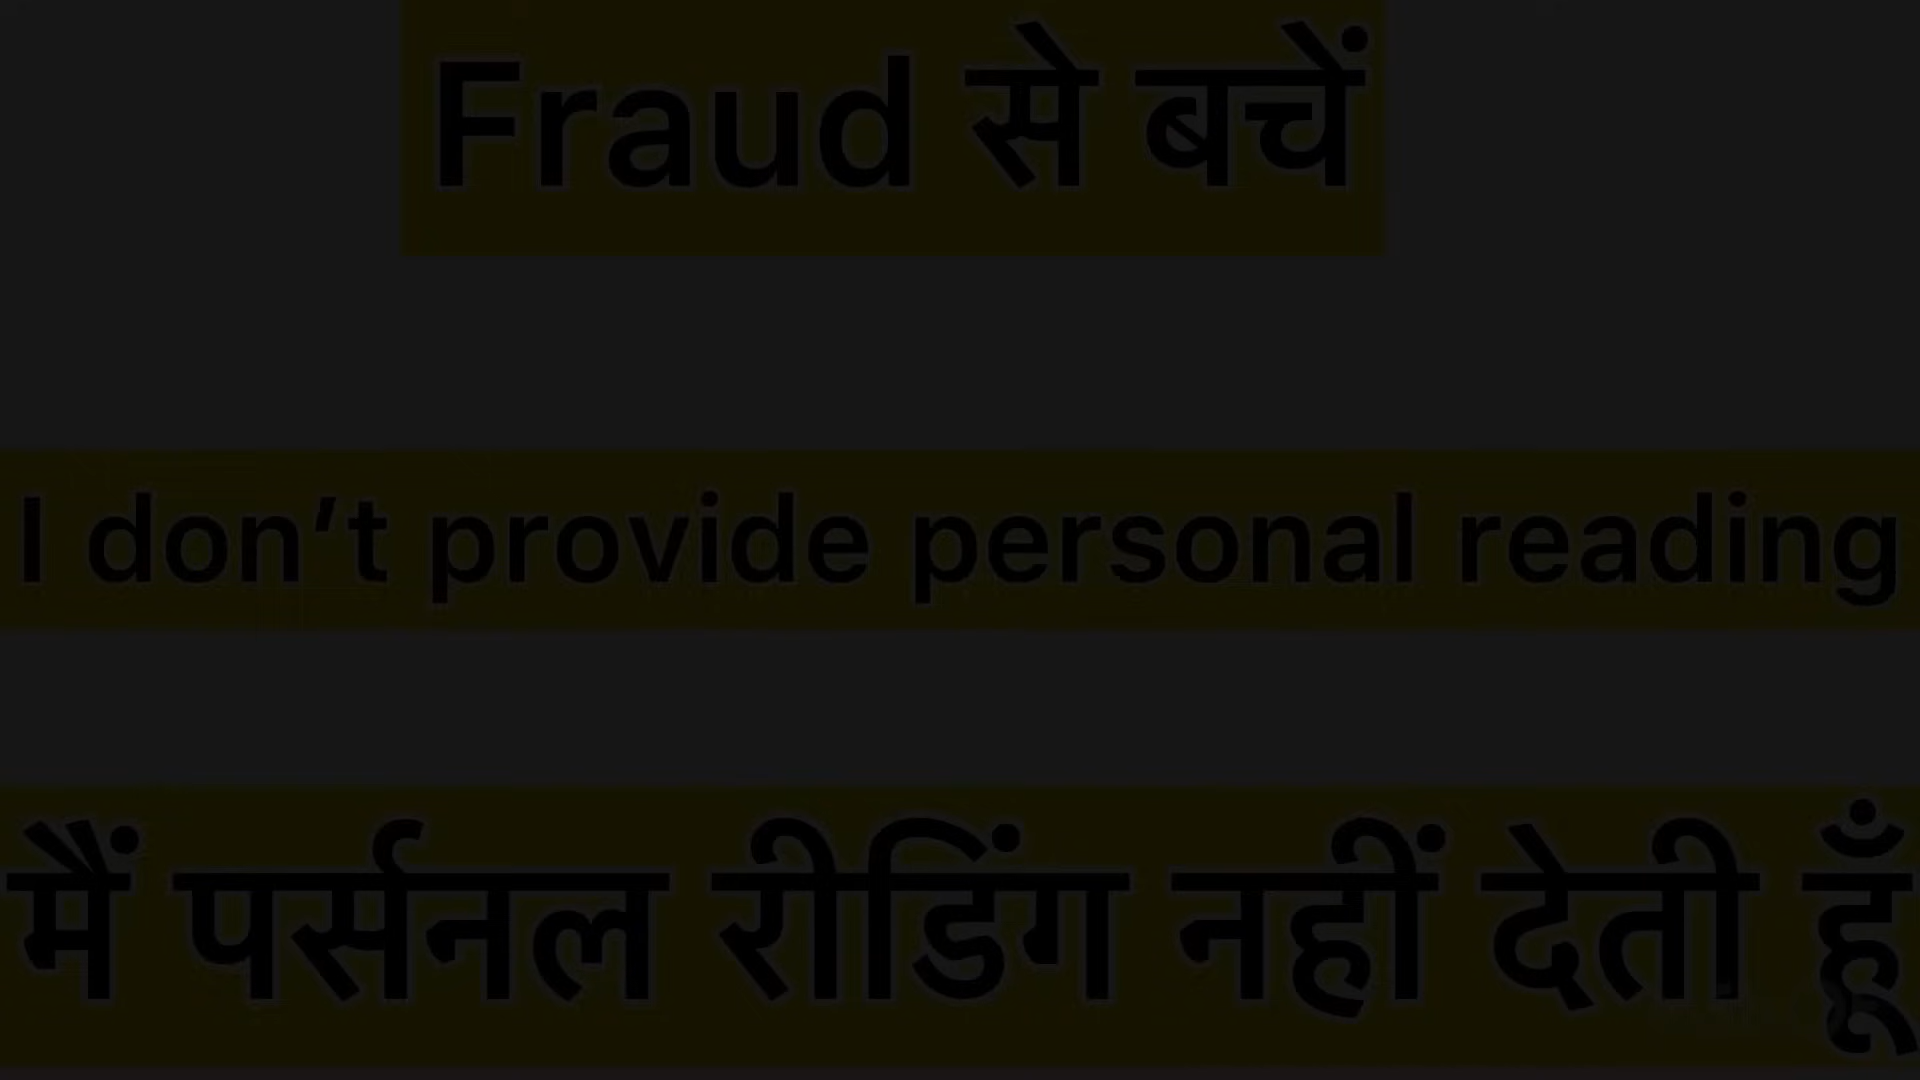 Fraud से बचें
I don’t provide personal reading
मैं पर्सनल रीडिंग नहीं देती हूँ